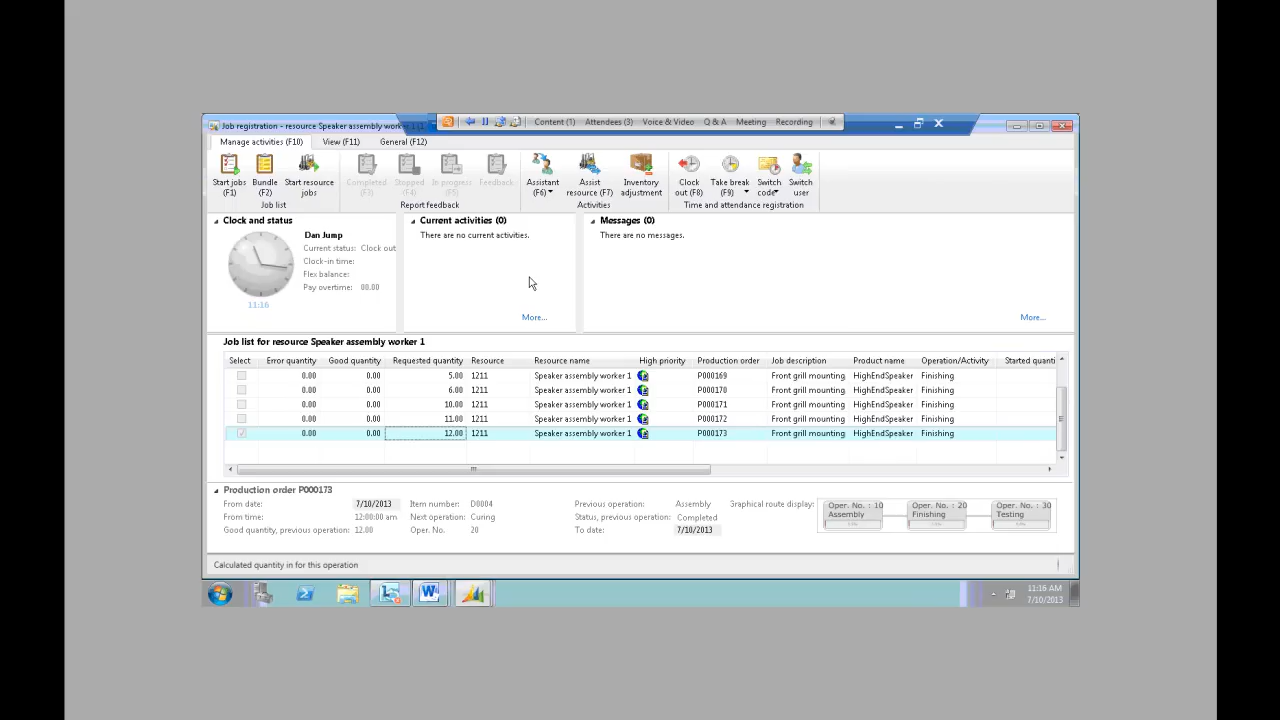 Job registration - resource Speaker assembly worker 1 (1
Content (1) Attendees (3) Voice & Video Q & A Meeting Recording
Manage activities (F10) View (F11) General (F12)
Start jobs (F1) Bundle (F2) Start resource jobs Completed (F3) Stopped (F4) In progress (F5) Feedback Assistant (F6) Assist resource (F7) Inventory adjustment Clock out (F8) Take break (F9) Switch code Switch user
Job list Report feedback Activities Time and attendance registration
Clock and status Current activities (0) Messages (0)
Dan Jump There are no current activities. There are no messages.
Current status: Clock out
Clock-in time:
Flex balance:
Pay overtime: 00.00
11:16
More... More...
Job list for resource Speaker assembly worker 1
Select Error quantity Good quantity Requested quantity Resource Resource name High priority Production order Job description Product name Operation/Activity Started quanti
0.00 0.00 5.00 1211 Speaker assembly worker 1 P000169 Front grill mounting HighEndSpeaker Finishing
0.00 0.00 6.00 1211 Speaker assembly worker 1 P000170 Front grill mounting HighEndSpeaker Finishing
0.00 0.00 10.00 1211 Speaker assembly worker 1 P000171 Front grill mounting HighEndSpeaker Finishing
0.00 0.00 11.00 1211 Speaker assembly worker 1 P000172 Front grill mounting HighEndSpeaker Finishing
0.00 0.00 12.00 1211 Speaker assembly worker 1 P000173 Front grill mounting HighEndSpeaker Finishing
Production order P000173
From date: 7/10/2013 Item number: D0004 Previous operation: Assembly Graphical route display: Oper. No. : 10 Assembly Oper. No. : 20 Finishing Oper. No. : 30 Testing
From time: 12:00:00 am Next operation: Curing Status, previous operation: Completed
Good quantity, previous operation: 12.00 Oper. No. 20 To date: 7/10/2013
Calculated quantity in for this operation
11:16 AM
7/10/2013